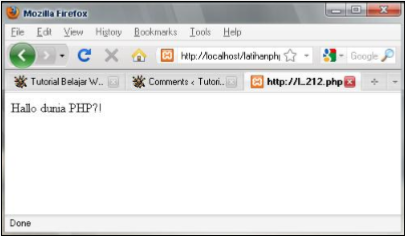 Mozilla Firefox
File Edit View History Bookmarks Tools Help
http://localhost/latihanphp Google
Tutorial Belajar W... Comments < Tutori... http://l..212.php
Hallo dunia PHP?!
Done